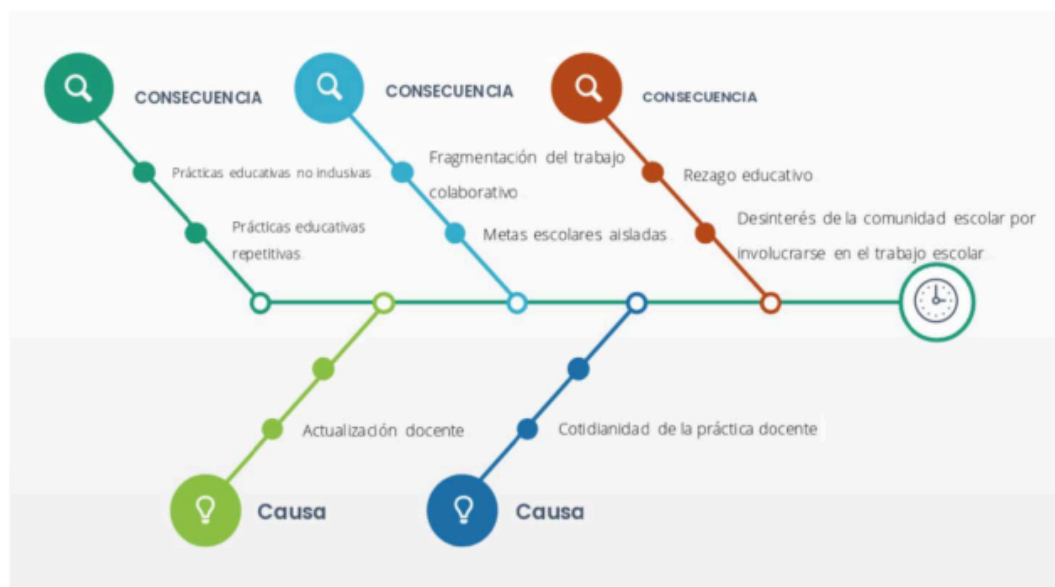 CONSECUENCIA
Prácticas educativas no inclusivas
Prácticas educativas
repetitivas
CONSECUENCIA
Fragmentación del trabajo
colaborativo
Metas escolares aisladas
CONSECUENCIA
Rezago educativo
Desinterés de la comunidad escolar por
involucrarse en el trabajo escolar
Actualización docente
Causa
Cotidianidad de la práctica docente
Causa